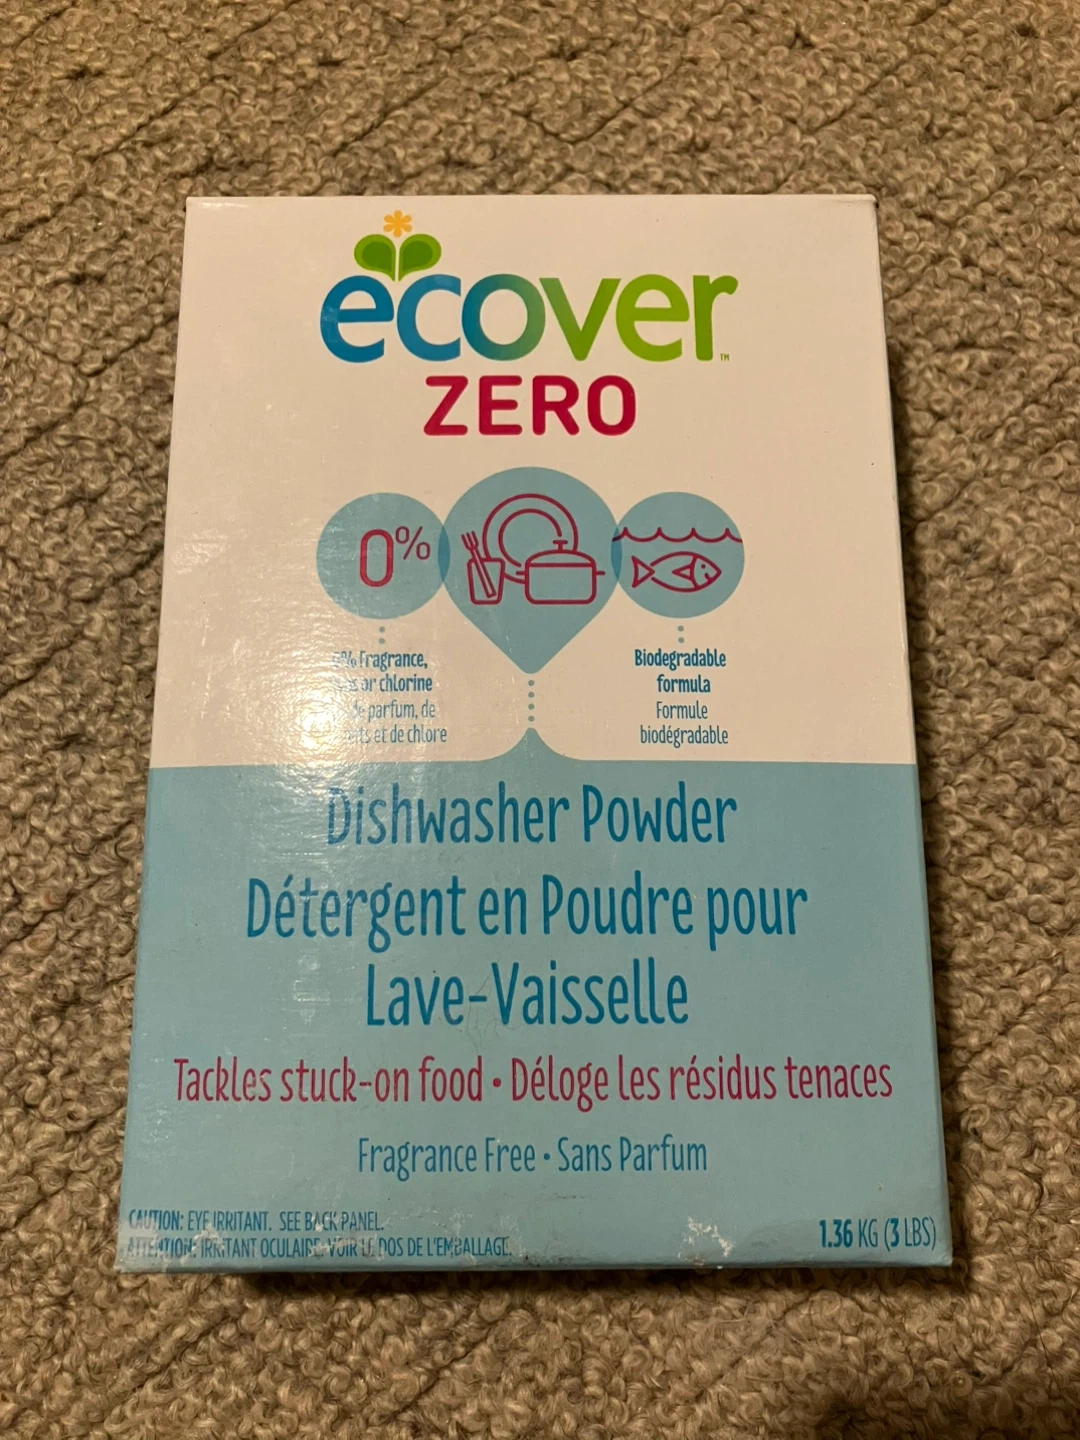 ecover™
ZERO
0%
% Fragrance,
or chlorine
de parfum, de
et de chlore
Biodegradable
formula
Formule
biodégradable
Dishwasher Powder
Détergent en Poudre pour
Lave-Vaisselle
Tackles stuck-on food • Déloge les résidus tenaces
Fragrance Free • Sans Parfum
CAUTION: EYE IRRITANT. SEE BACK PANEL.
ATTENTION: IRRITANT OCULAIRE. VOIR LE DOS DE L'EMBALLAGE.
1.36 KG (3 LBS)